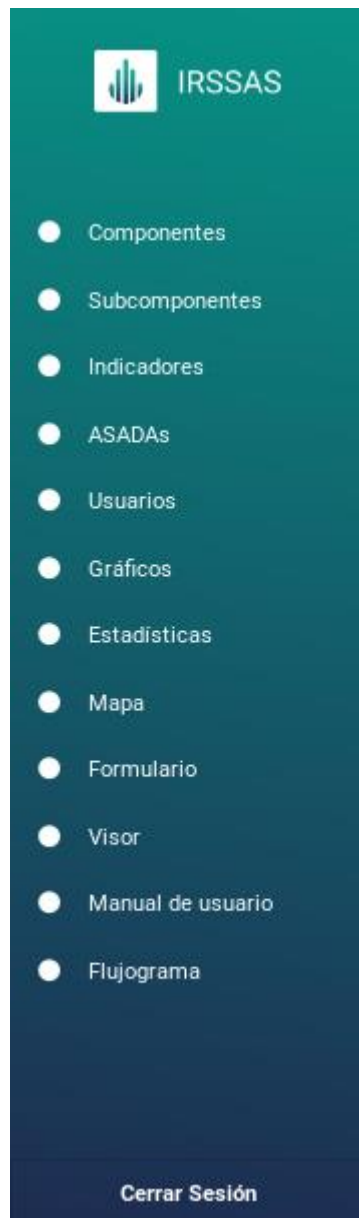 IRSSAS
Componentes
Subcomponentes
Indicadores
ASADAs
Usuarios
Gráficos
Estadísticas
Mapa
Formulario
Visor
Manual de usuario
Flujograma
Cerrar Sesión